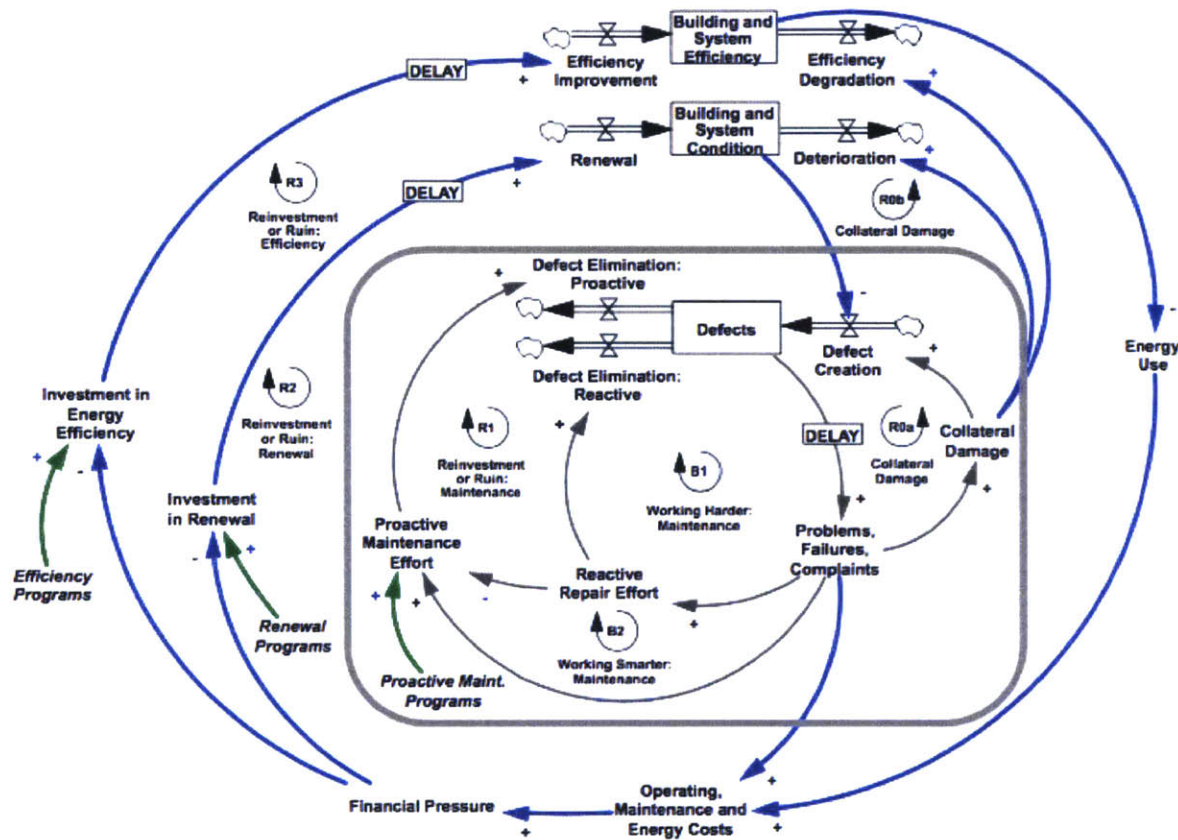 Building and
System
Efficiency
Efficiency
Improvement
Efficiency
Degradation
DELAY
+
+
Building and
System
Condition
Renewal
Deterioration
DELAY
+
+
R3
Reinvestment
or Ruin:
Efficiency
R0b
Collateral Damage
Defect Elimination:
Proactive
+
-
-
Defects
Defect
Creation
+
Energy
Use
Defect Elimination:
Reactive
+
Investment in
Energy
Efficiency
+
-
R2
Reinvestment
or Ruin:
Renewal
R1
Reinvestment
or Ruin:
Maintenance
DELAY
R0a
Collateral
Damage
Collateral
Damage
+
B1
Working Harder:
Maintenance
+
Investment
in Renewal
-
+
Proactive
Maintenance
Effort
Problems,
Failures,
Complaints
Reactive
Repair Effort
-
+
+
+
Efficiency
Programs
Renewal
Programs
B2
Working Smarter:
Maintenance
Proactive Maint.
Programs
Financial Pressure
+
Operating,
Maintenance and
Energy Costs
+
+